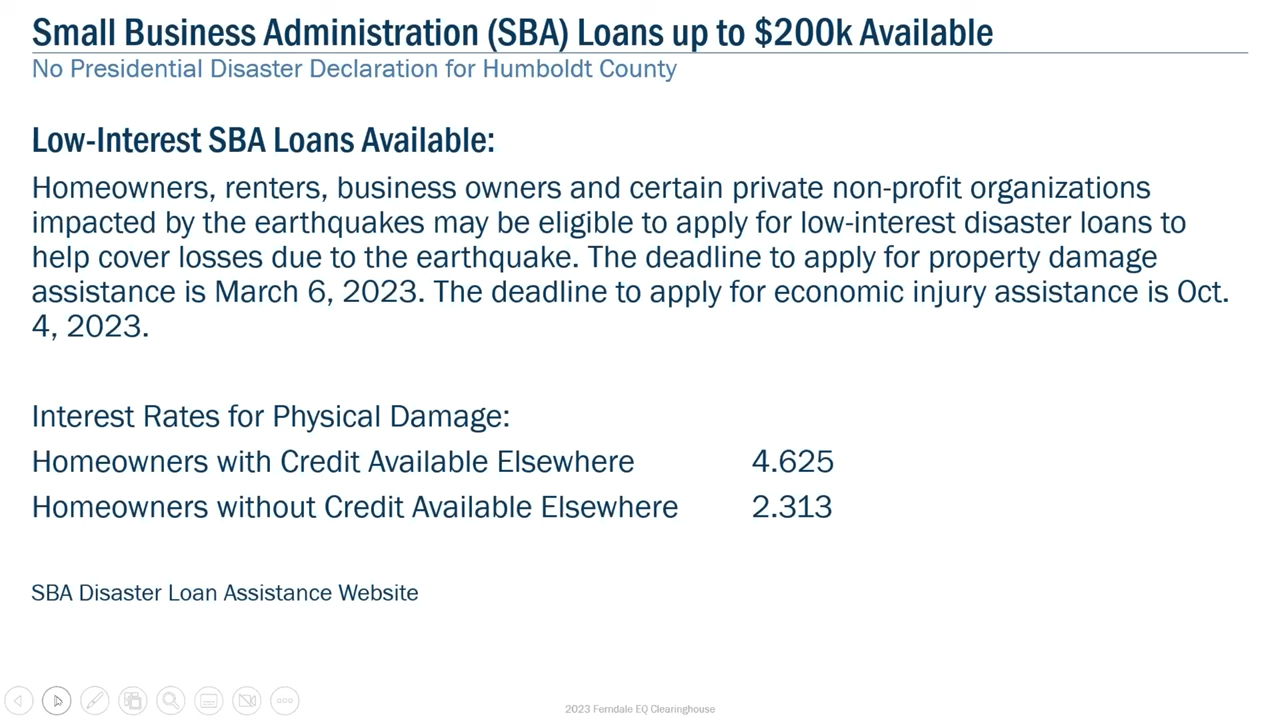 Small Business Administration (SBA) Loans up to $200k Available
No Presidential Disaster Declaration for Humboldt County
Low-Interest SBA Loans Available:
Homeowners, renters, business owners and certain private non-profit organizations
impacted by the earthquakes may be eligible to apply for low-interest disaster loans to
help cover losses due to the earthquake. The deadline to apply for property damage
assistance is March 6, 2023. The deadline to apply for economic injury assistance is Oct.
4, 2023.
Interest Rates for Physical Damage:
Homeowners with Credit Available Elsewhere 4.625
Homeowners without Credit Available Elsewhere 2.313
SBA Disaster Loan Assistance Website
2023 Ferndale EQ Clearinghouse